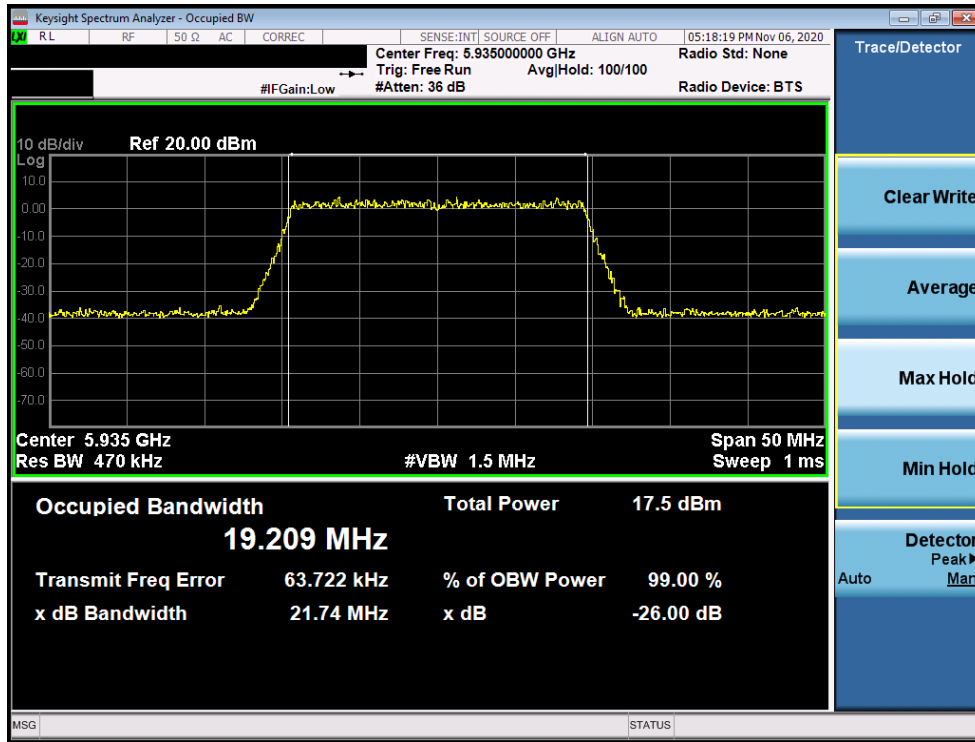 Keysight Spectrum Analyzer - Occupied BW
LXI RL RF 50 Ω AC CORREC SENSE:INT SOURCE OFF ALIGN AUTO 05:18:19 PM Nov 06, 2020
Center Freq: 5.935000000 GHz Radio Std: None
Trig: Free Run Avg|Hold: 100/100
#IFGain:Low #Atten: 36 dB Radio Device: BTS
Trace/Detector
10 dB/div Ref 20.00 dBm
Log
10.0
0.00
-10.0
-20.0
-30.0
-40.0
-50.0
-60.0
-70.0
Center 5.935 GHz Span 50 MHz
Res BW 470 kHz #VBW 1.5 MHz Sweep 1 ms
Occupied Bandwidth Total Power 17.5 dBm
19.209 MHz
Transmit Freq Error 63.722 kHz % of OBW Power 99.00 %
x dB Bandwidth 21.74 MHz x dB -26.00 dB
Clear Write
Average
Max Hold
Min Hold
Detector
Peak▶
Auto Man
MSG STATUS